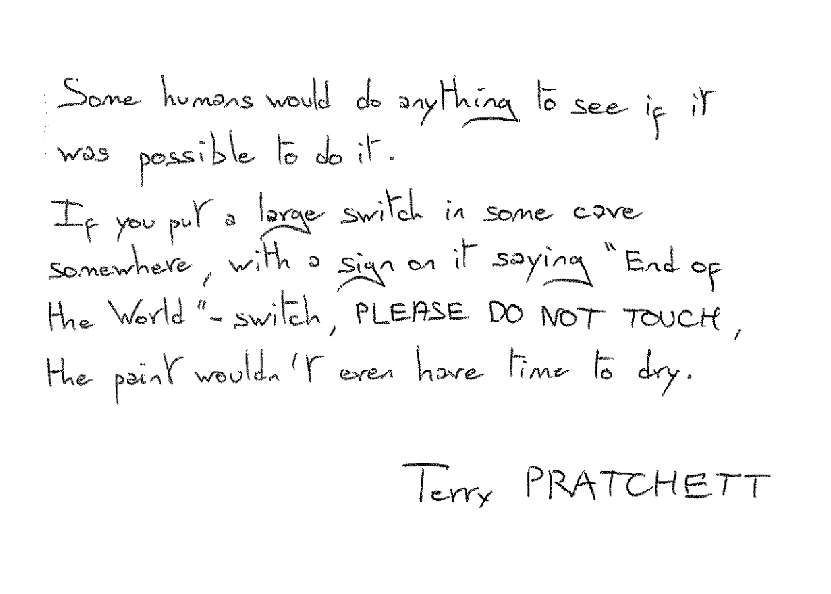 Some humans would do anything to see if it
was possible to do it.
If you put a large switch in some cave
somewhere, with a sign on it saying "End of
the World"- switch, PLEASE DO NOT TOUCH,
the paint wouldn't even have time to dry.
Terry PRATCHETT